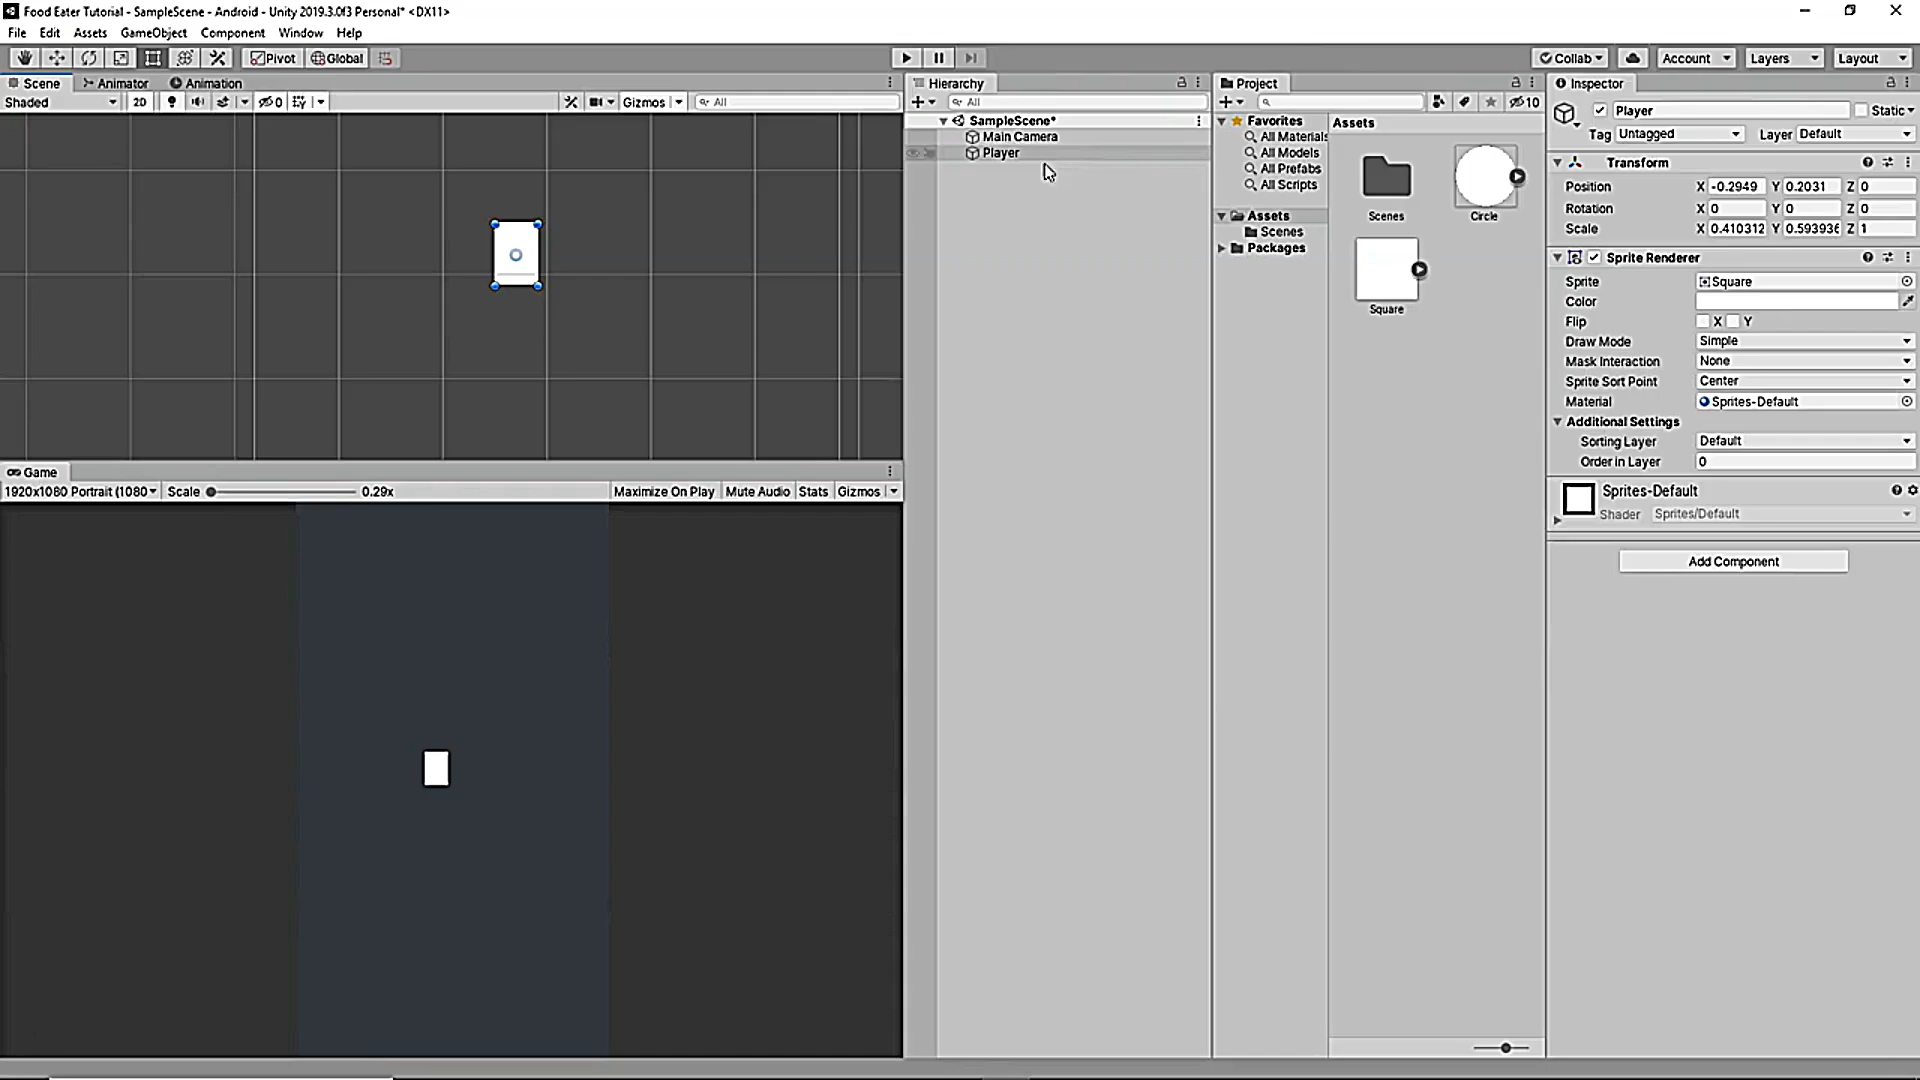 Food Eater Tutorial - SampleScene - Android - Unity 2019.3.0f3 Personal* <DX11>
File Edit Assets GameObject Component Window Help
Pivot Global Collab Account Layers Layout
Scene Animator Animation
Shaded 2D 0 Gizmos All
Hierarchy
All
SampleScene*
Main Camera
Player
Game
1920x1080 Portrait (1080 Scale 0.29x Maximize On Play Mute Audio Stats Gizmos
Project
10
Favorites
All Materials
All Models
All Prefabs
All Scripts
Assets
Scenes
Packages
Assets
Scenes
Circle
Square
Inspector
Player Static
Tag Untagged Layer Default
Transform
Position X -0.2949 Y 0.2031 Z 0
Rotation X 0 Y 0 Z 0
Scale X 0.410312 Y 0.593936 Z 1
Sprite Renderer
Sprite Square
Color
Flip X Y
Draw Mode Simple
Mask Interaction None
Sprite Sort Point Center
Material Sprites-Default
Additional Settings
Sorting Layer Default
Order in Layer 0
Sprites-Default
Shader Sprites/Default
Add Component